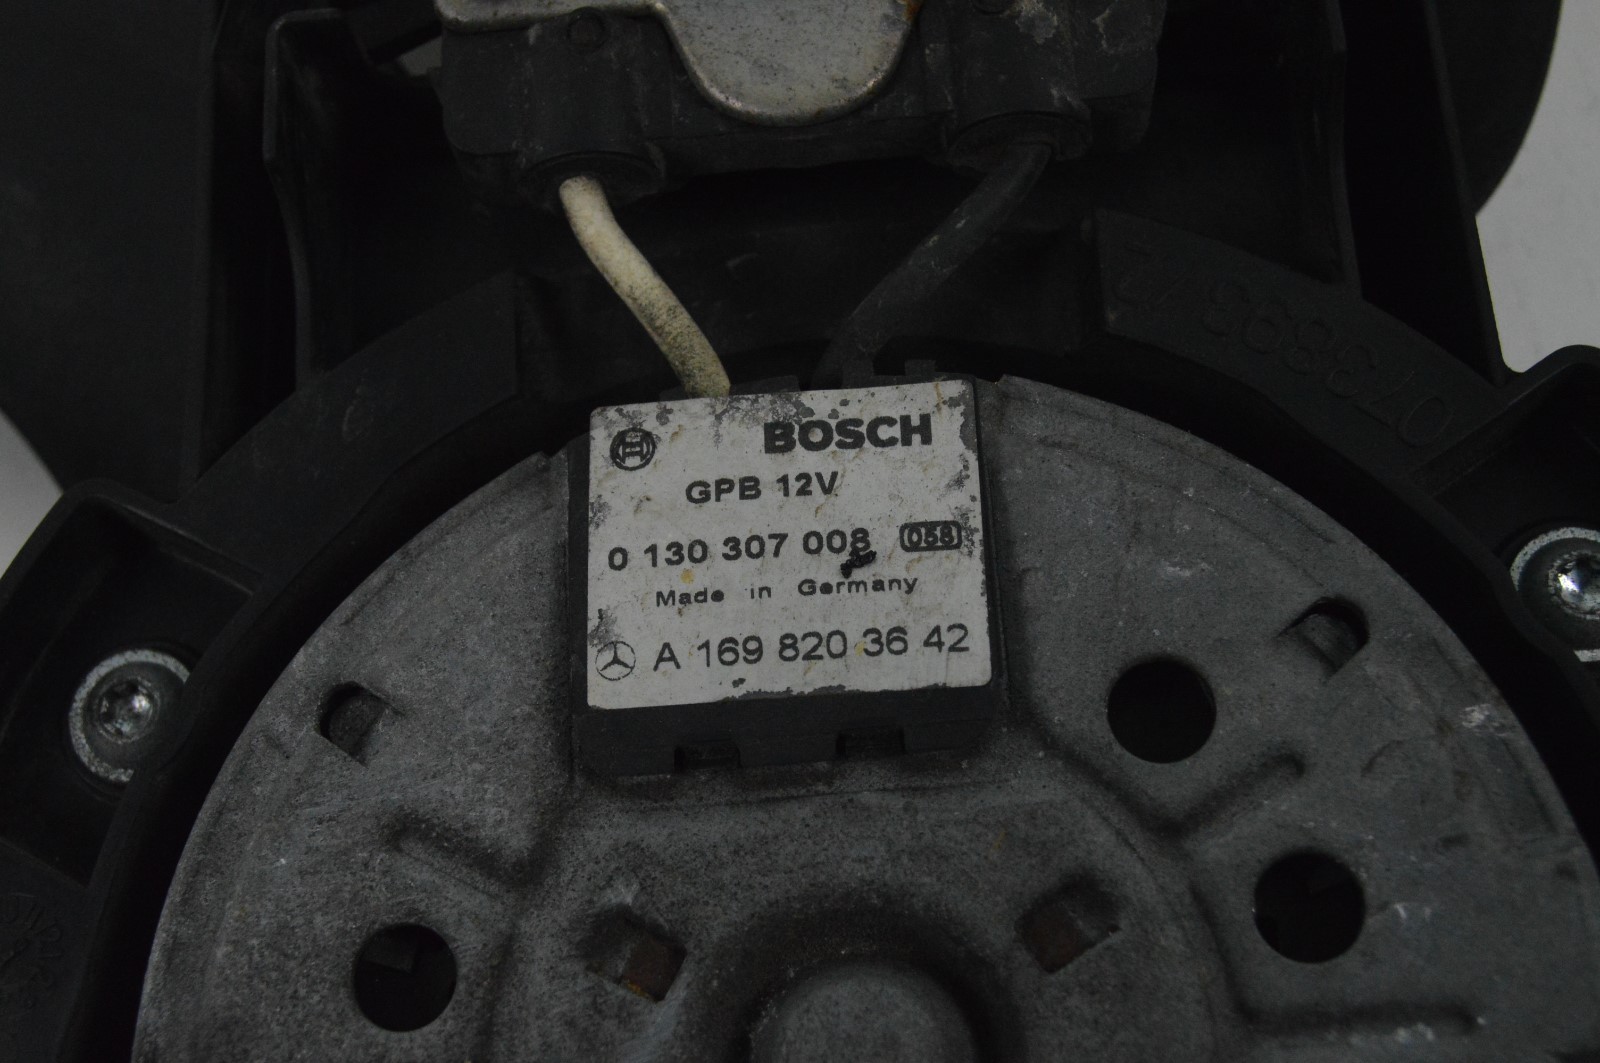 BOSCH
GPB 12V
0 130 307 008 058
Made in Germany
A 169 820 36 42